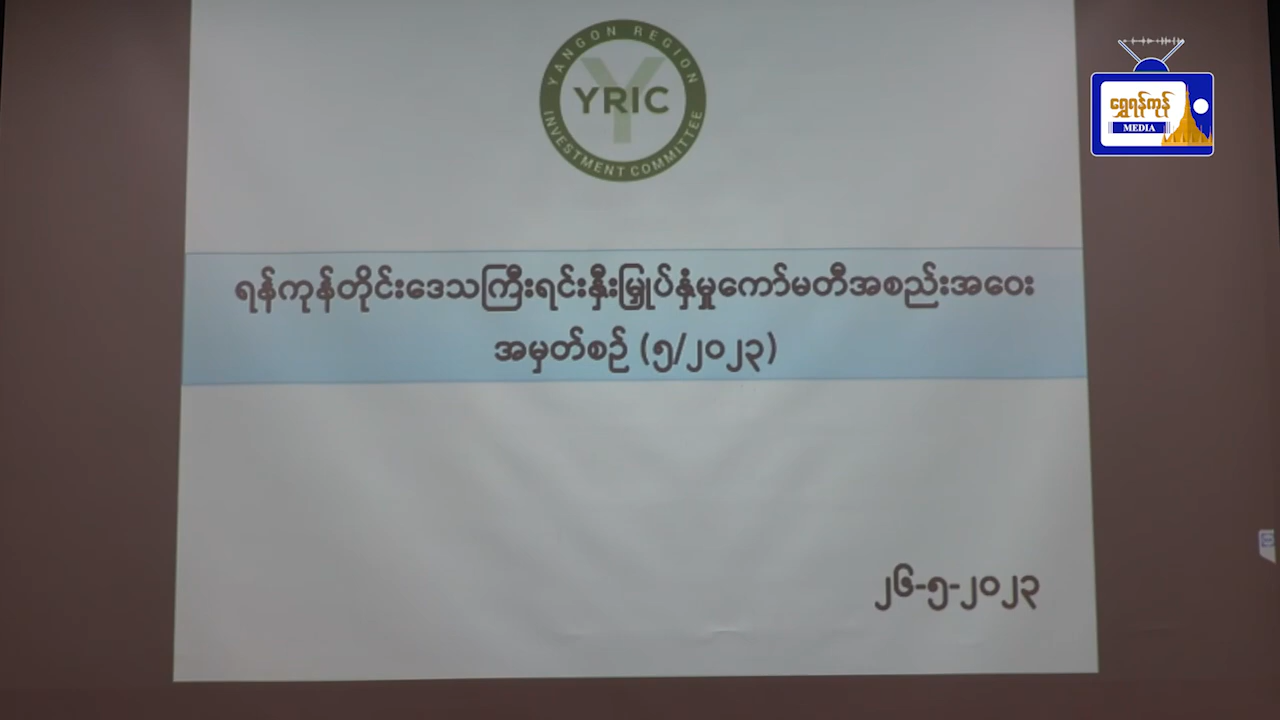 YANGON REGION
YRIC
INVESTMENT COMMITTEE
ရွှေရန်ကုန်
MEDIA
ရန်ကုန်တိုင်းဒေသကြီးရင်းနှီးမြှုပ်နှံမှုကော်မတီအစည်းအဝေး
အမှတ်စဉ် (၅/၂၀၂၃)
၂၆-၅-၂၀၂၃